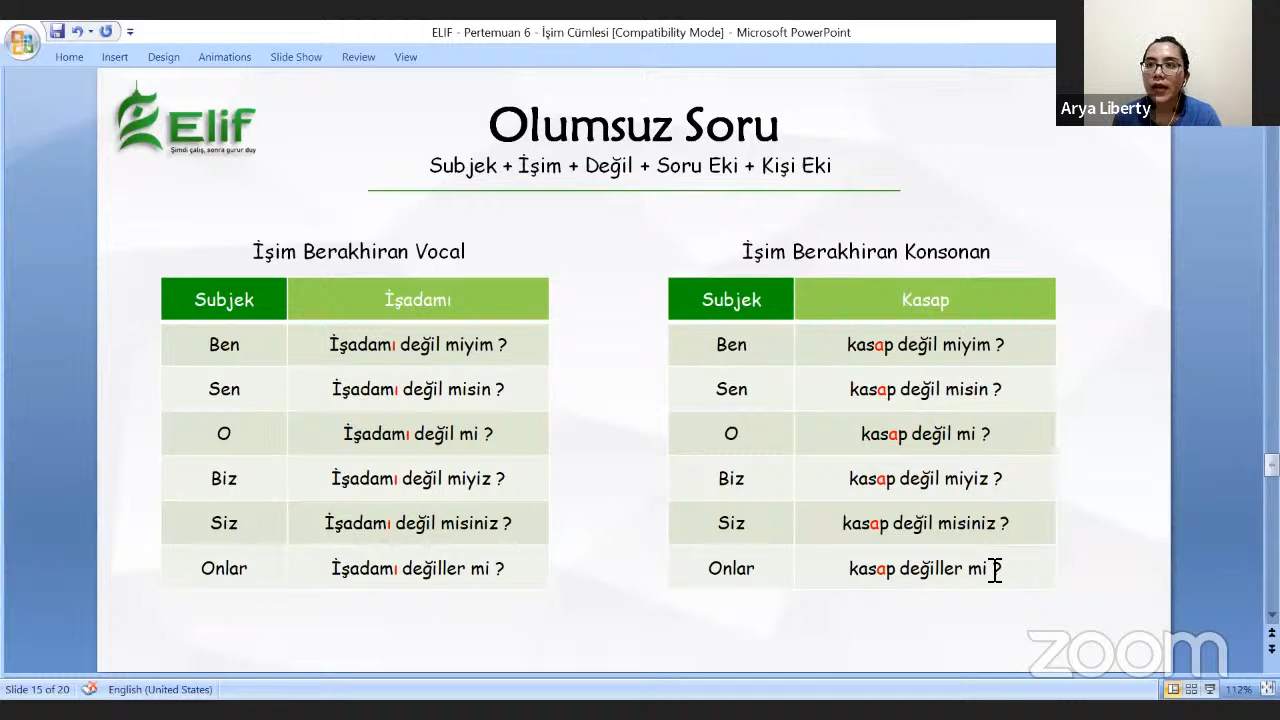 ELIF - Pertemuan 6 - İşim Cümlesi [Compatibility Mode] - Microsoft PowerPoint
Home Insert Design Animations Slide Show Review View
Arya Liberty
Elif
Şimdi çalış, sonra gurur duy
Olumsuz Soru
Subjek + İşim + Değil + Soru Eki + Kişi Eki
İşim Berakhiran Vocal
Subjek İşadamı
Ben İşadamı değil miyim ?
Sen İşadamı değil misin ?
O İşadamı değil mi ?
Biz İşadamı değil miyiz ?
Siz İşadamı değil misiniz ?
Onlar İşadamı değiller mi ?
İşim Berakhiran Konsonan
Subjek Kasap
Ben kasap değil miyim ?
Sen kasap değil misin ?
O kasap değil mi ?
Biz kasap değil miyiz ?
Siz kasap değil misiniz ?
Onlar kasap değiller mi ?
zoom
Slide 15 of 20 English (United States) 112%